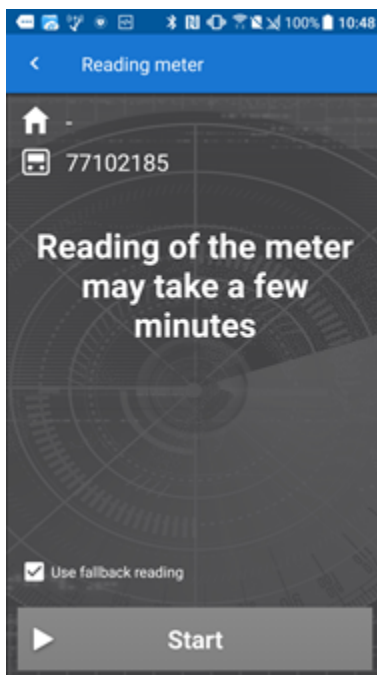 100% 10:48
Reading meter
-
77102185
Reading of the meter
may take a few
minutes
Use fallback reading
Start